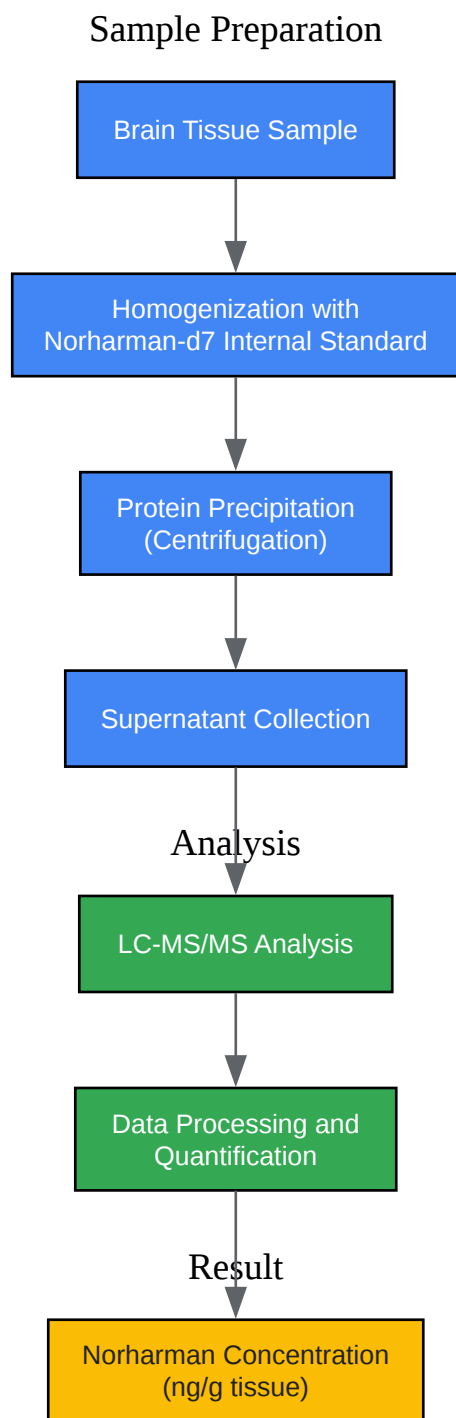 Sample Preparation
Brain Tissue Sample
Homogenization with
Norharman-d7 Internal Standard
Protein Precipitation
(Centrifugation)
Supernatant Collection
Analysis
LC-MS/MS Analysis
Data Processing and
Quantification
Result
Norharman Concentration
(ng/g tissue)